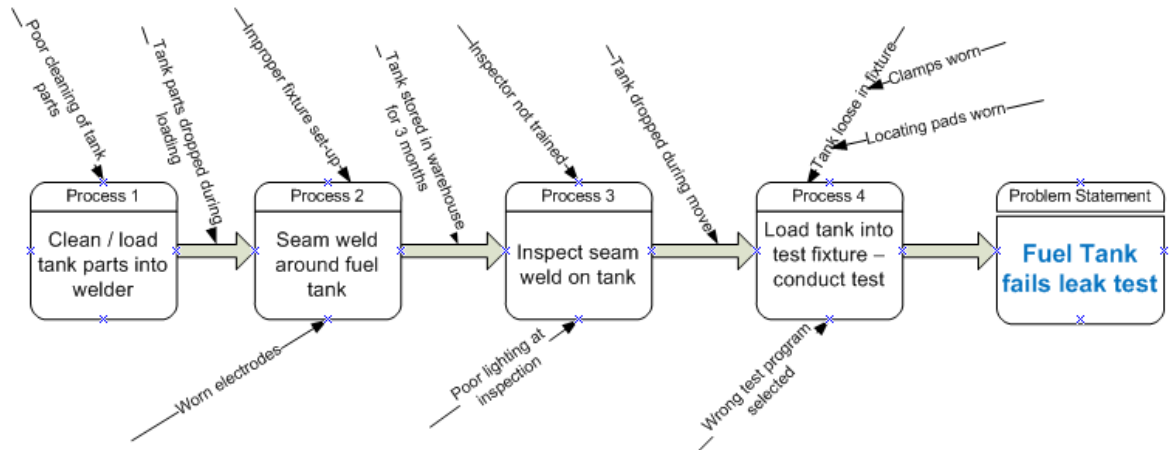 Poor cleaning of tank
parts
Tank parts dropped during
loading
Improper fixture set-up
Tank stored in warehouse
for 3 months
Inspector not trained
Tank dropped during move
Tank loose in fixture
Clamps worn
Locating pads worn
Process 1
Clean / load
tank parts into
welder
Process 2
Seam weld
around fuel
tank
Process 3
Inspect seam
weld on tank
Process 4
Load tank into
test fixture –
conduct test
Problem Statement
Fuel Tank
fails leak test
Worn electrodes
Poor lighting at
inspection
Wrong test program
selected